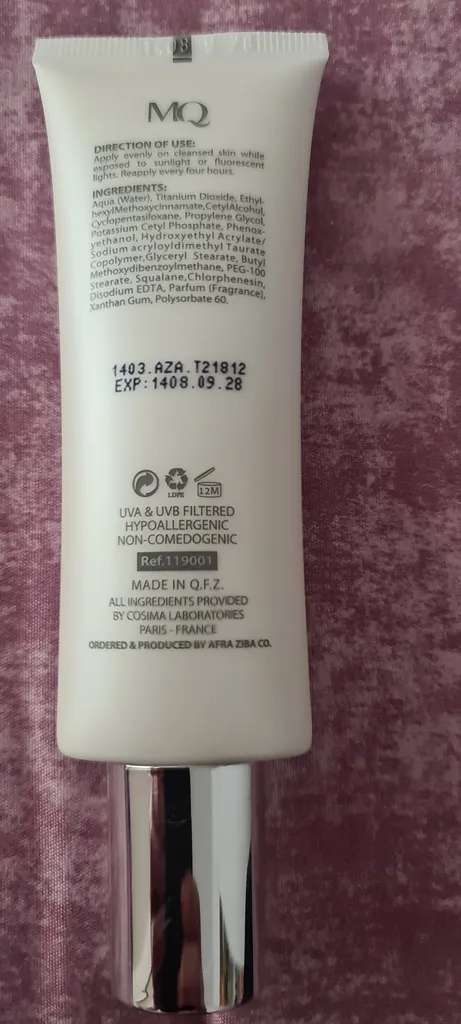 08
MQ
DIRECTION OF USE:
Apply evenly on cleansed skin while
exposed to sunlight or fluorescent
lights. Reapply every four hours.
INGREDIENTS:
Aqua (Water), Titanium Dioxide, Ethyl-
hexylMethoxycinnamate,CetylAlcohol,
Cyclopentasiloxane, Propylene Glycol,
Potassium Cetyl Phosphate, Phenox-
yethanol, Hydroxyethyl Acrylate/
Sodium acryloyldimethyl Taurate
Copolymer,Glyceryl Stearate, Butyl
Methoxydibenzoylmethane, PEG-100
Stearate, Squalane,Chlorphenesin,
Disodium EDTA, Parfum (Fragrance),
Xanthan Gum, Polysorbate 60.
1403.AZA.T21812
EXP:1408.09.28
LDPE
12M
UVA & UVB FILTERED
HYPOALLERGENIC
NON-COMEDOGENIC
Ref.119001
MADE IN Q.F.Z.
ALL INGREDIENTS PROVIDED
BY COSIMA LABORATORIES
PARIS - FRANCE
ORDERED & PRODUCED BY AFRA ZIBA CO.